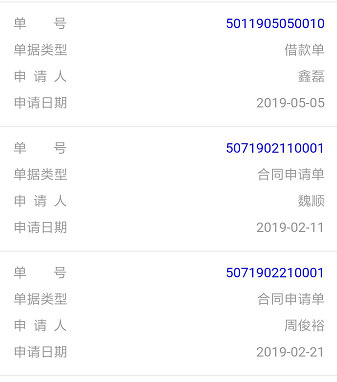 单 号 5011905050010
单据类型 借款单
申 请 人 鑫磊
申请日期 2019-05-05
单 号 5071902110001
单据类型 合同申请单
申 请 人 魏顺
申请日期 2019-02-11
单 号 5071902210001
单据类型 合同申请单
申 请 人 周俊裕
申请日期 2019-02-21